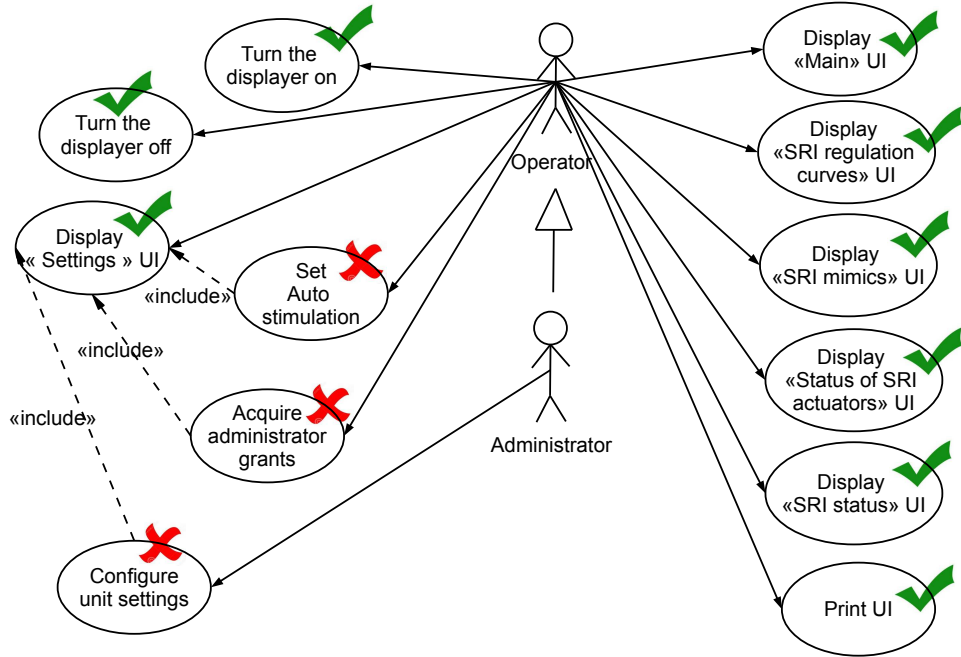 Turn the
displayer on
Display
«Main» UI
Turn the
displayer off
Operator
Display
«SRI regulation
curves» UI
Display
« Settings » UI
Set
Auto
stimulation
«include»
Display
«SRI mimics» UI
«include»
«include»
Acquire
administrator
grants
Administrator
Display
«Status of SRI
actuators» UI
Display
«SRI status» UI
Configure
unit settings
Print UI